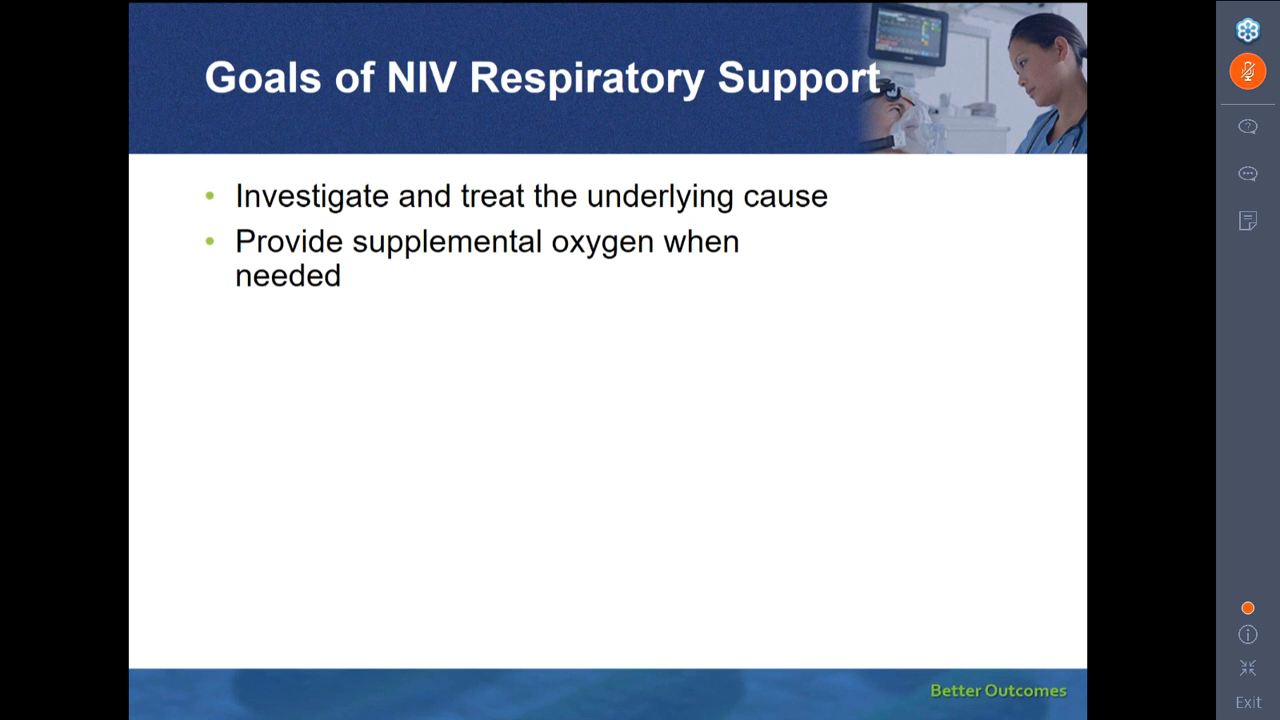 Goals of NIV Respiratory Support
• Investigate and treat the underlying cause
• Provide supplemental oxygen when
needed
Better Outcomes
Exit